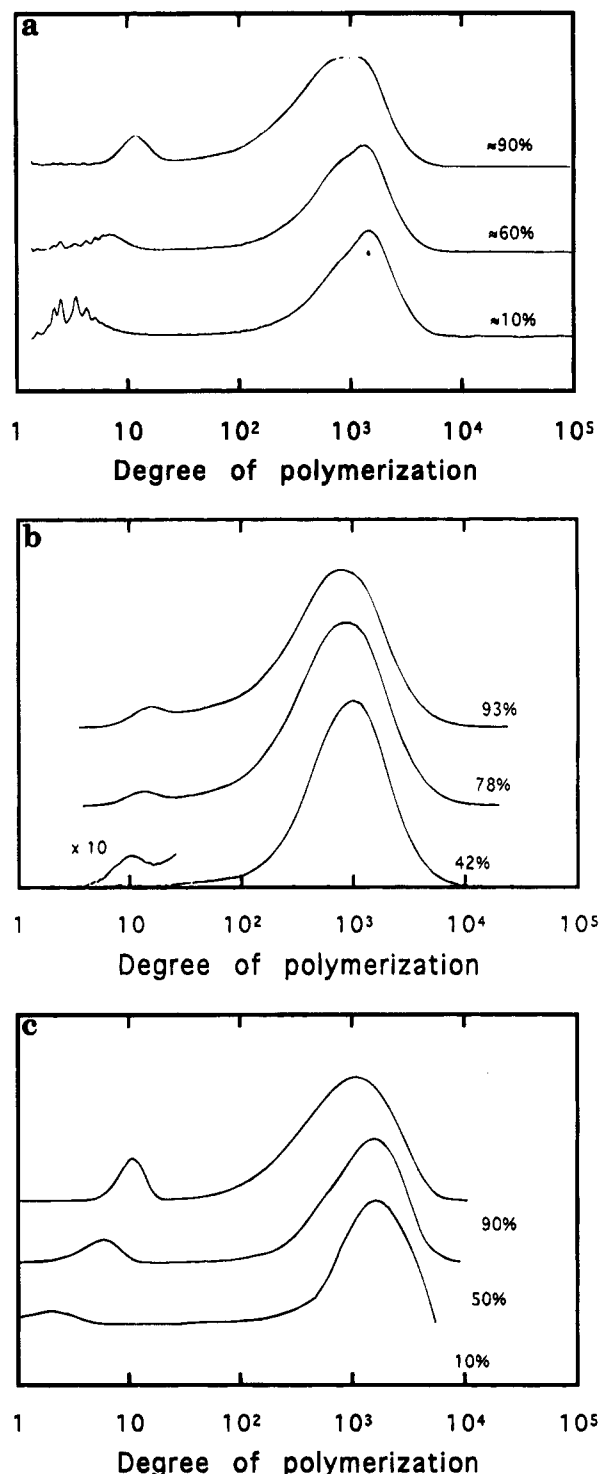 a
≈90%
≈60%
≈10%
1 10 10² 10³ 10⁴ 10⁵
Degree of polymerization
b
93%
78%
x 10
42%
1 10 10² 10³ 10⁴ 10⁵
Degree of polymerization
c
90%
50%
10%
1 10 10² 10³ 10⁴ 10⁵
Degree of polymerization